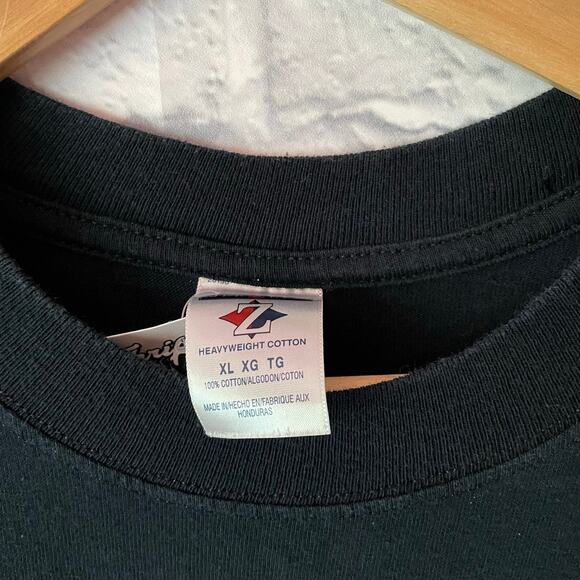 Z
HEAVYWEIGHT COTTON
XL XG TG
100% COTTON/ALGODON/COTON
MADE IN/HECHO EN/FABRIQUE AUX
HONDURAS